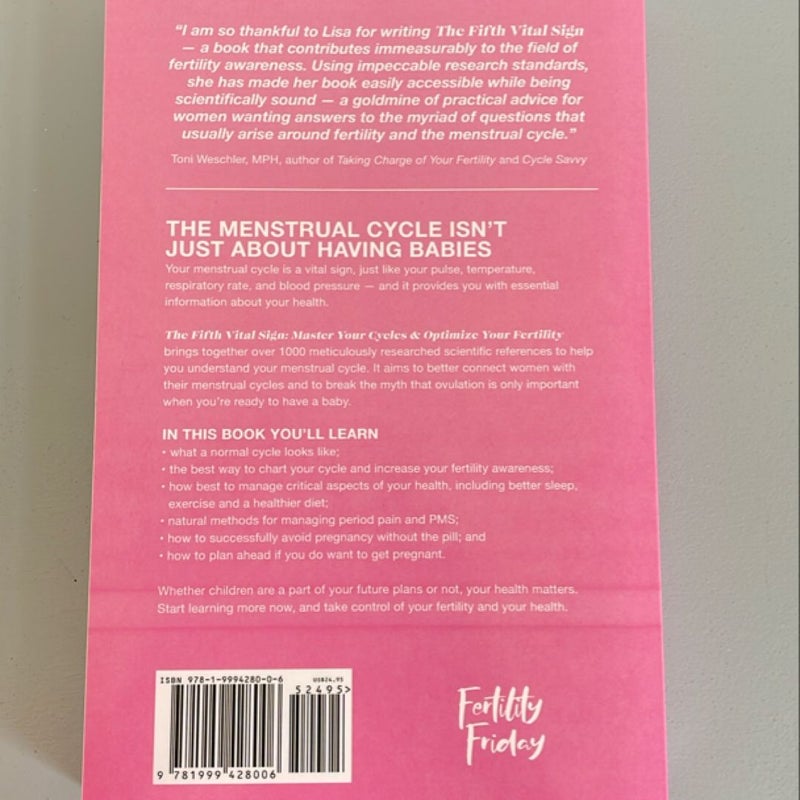 “I am so thankful to Lisa for writing The Fifth Vital Sign
— a book that contributes immeasurably to the field of
fertility awareness. Using impeccable research standards,
she has made her book easily accessible while being
scientifically sound — a goldmine of practical advice for
women wanting answers to the myriad of questions that
usually arise around fertility and the menstrual cycle.”
Toni Weschler, MPH, author of Taking Charge of Your Fertility and Cycle Savvy
THE MENSTRUAL CYCLE ISN’T
JUST ABOUT HAVING BABIES
Your menstrual cycle is a vital sign, just like your pulse, temperature,
respiratory rate, and blood pressure — and it provides you with essential
information about your health.
The Fifth Vital Sign: Master Your Cycles & Optimize Your Fertility
brings together over 1000 meticulously researched scientific references to help
you understand your menstrual cycle. It aims to better connect women with
their menstrual cycles and to break the myth that ovulation is only important
when you’re ready to have a baby.
IN THIS BOOK YOU’LL LEARN
• what a normal cycle looks like;
• the best way to chart your cycle and increase your fertility awareness;
• how best to manage critical aspects of your health, including better sleep,
exercise and a healthier diet;
• natural methods for managing period pain and PMS;
• how to successfully avoid pregnancy without the pill; and
• how to plan ahead if you do want to get pregnant.
Whether children are a part of your future plans or not, your health matters.
Start learning more now, and take control of your fertility and your health.
ISBN 978-1-9994280-0-6
US$24.95
52495>
9 781999 428006
Fertility
Friday